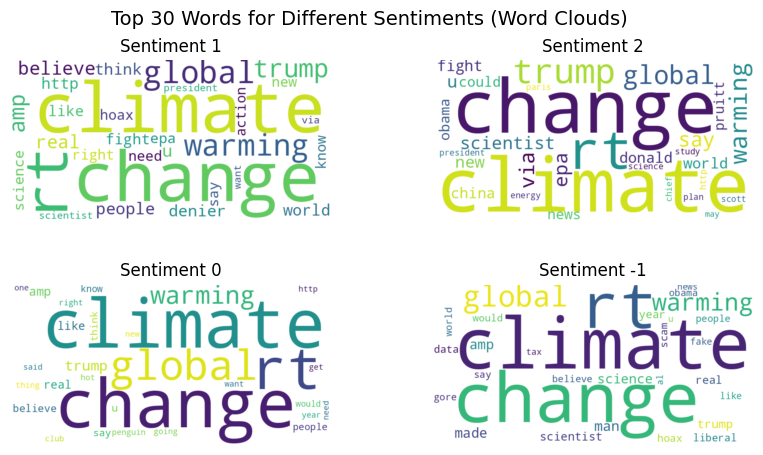 Top 30 Words for Different Sentiments (Word Clouds)
Sentiment 1
believe think global trump
http president new
climate
amp like hoax action via
real fightepa warming
science rt right need u know
change
say want
scientist people denier world
Sentiment 2
fight trump global
u could paris
change
obama pruitt warming
scientist rt say
president new via epa donald study world
science
climate
china energy chief http plan scott
news may
Sentiment 0
one amp know warming http
right
climate
like think new
said trump global rt get
thing real hot want
believe change would
u year need
say penguin going people
club
Sentiment -1
global rt news
obama
warming
world would year u people
climate
data amp tax scam fake
say believe science al real
change
gore like
made man trump
scientist hoax liberal